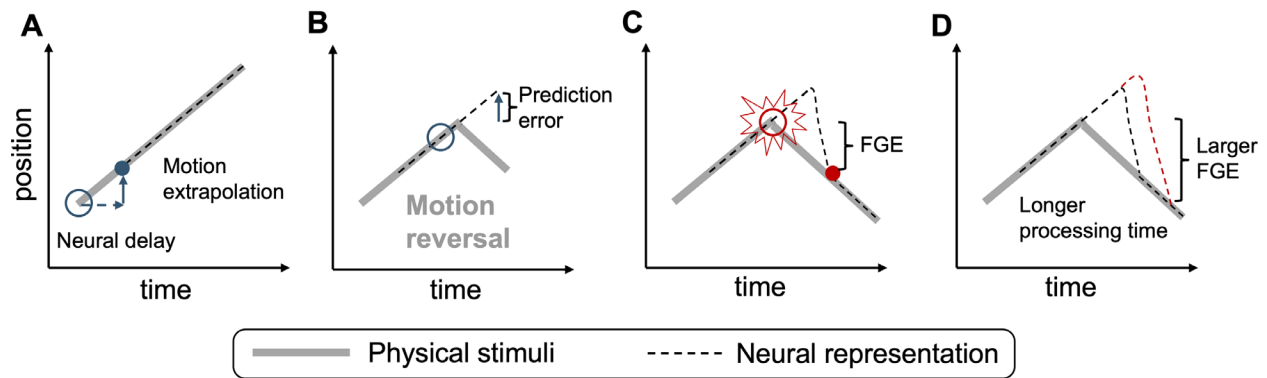 A
position
Motion
extrapolation
Neural delay
time
B
Prediction
error
Motion
reversal
time
C
FGE
time
D
Larger
FGE
Longer
processing time
time
Physical stimuli
Neural representation